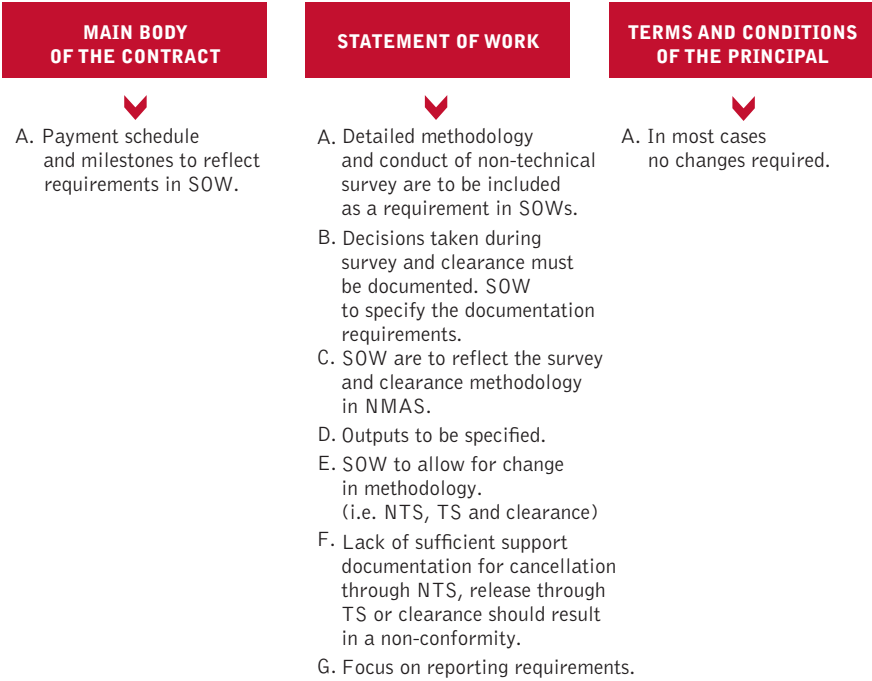 MAIN BODY
OF THE CONTRACT
A. Payment schedule
and milestones to reflect
requirements in SOW.
STATEMENT OF WORK
A. Detailed methodology
and conduct of non-technical
survey are to be included
as a requirement in SOWs.
B. Decisions taken during
survey and clearance must
be documented. SOW
to specify the documentation
requirements.
C. SOW are to reflect the survey
and clearance methodology
in NMAS.
D. Outputs to be specified.
E. SOW to allow for change
in methodology.
(i.e. NTS, TS and clearance)
F. Lack of sufficient support
documentation for cancellation
through NTS, release through
TS or clearance should result
in a non-conformity.
G. Focus on reporting requirements.
TERMS AND CONDITIONS
OF THE PRINCIPAL
A. In most cases
no changes required.